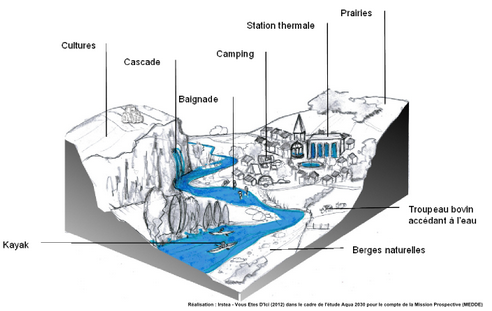 Prairies
Station thermale
Cultures
Camping
Cascade
Baignade
Troupeau bovin
accédant à l'eau
Kayak
Berges naturelles
Réalisation : Irstea - Vous Etes D'Ici (2012) dans le cadre de l'étude Aqua 2030 pour le compte de la Mission Prospective (MEDDE)